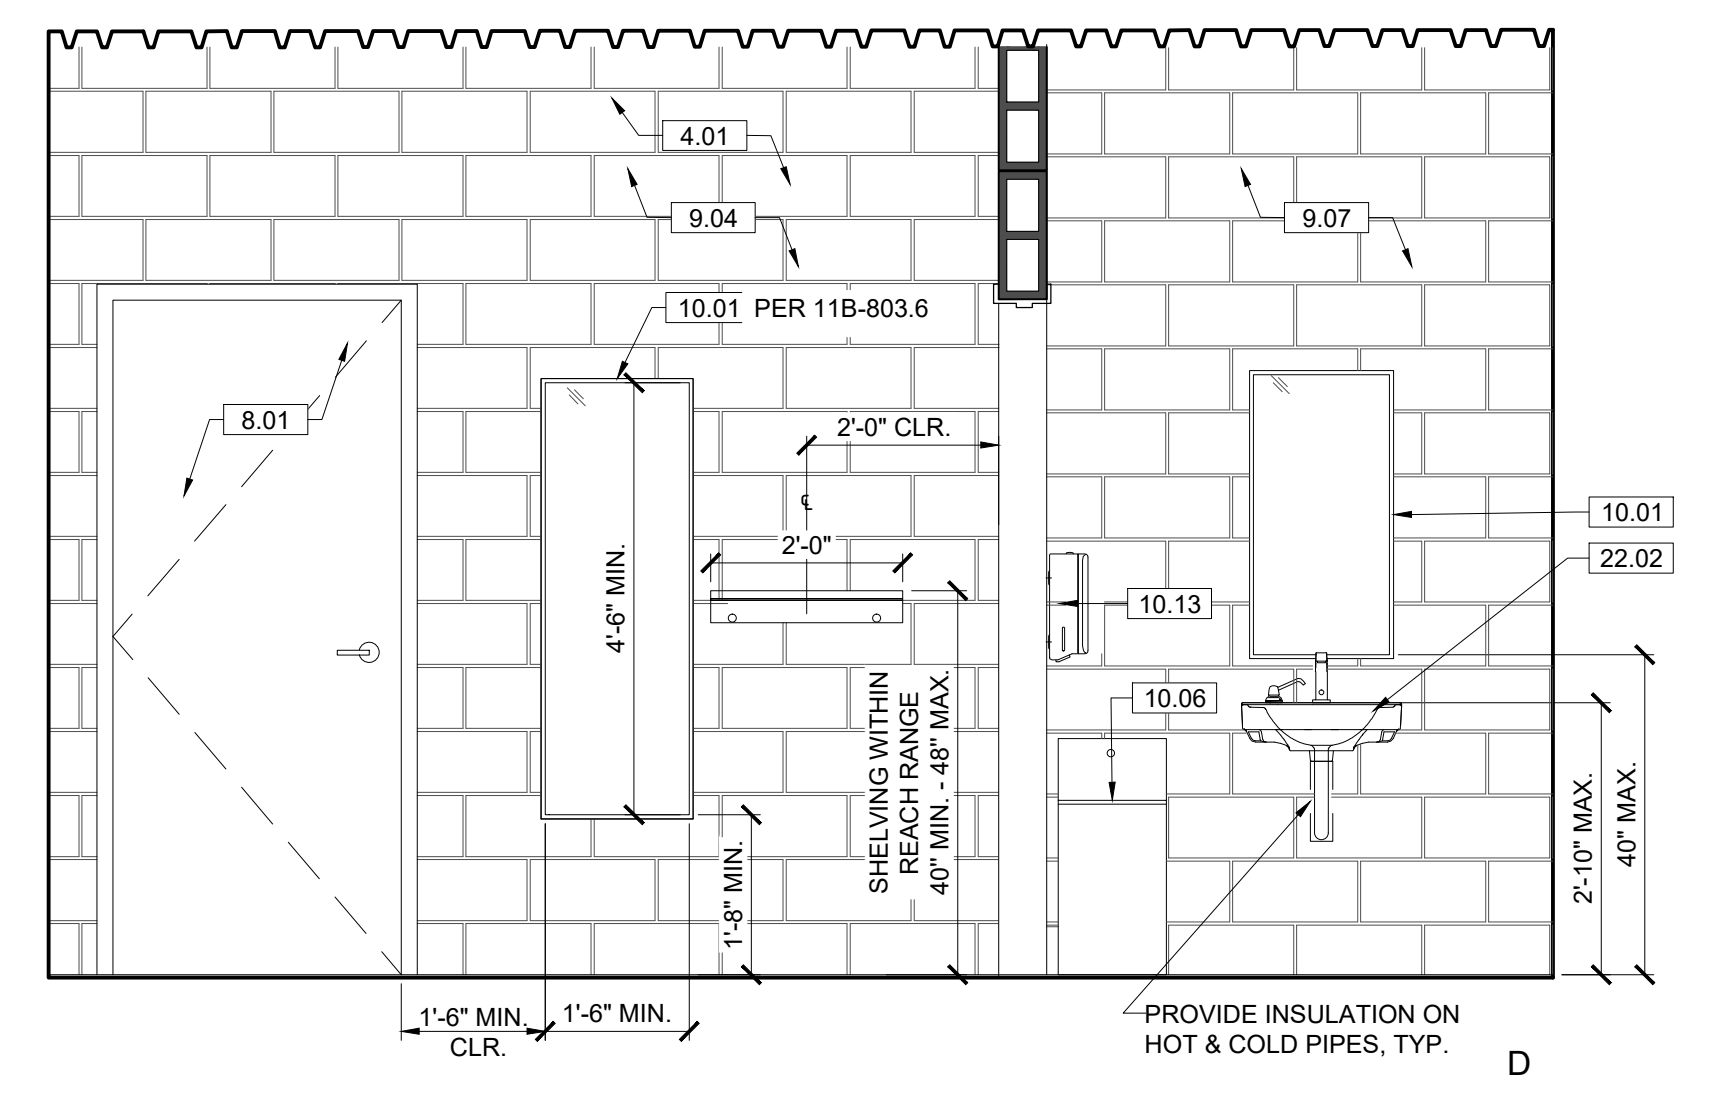 4.01
9.04
9.07
10.01 PER 11B-803.6
8.01
2'-0" CLR.
℄
2'-0"
4'-6" MIN.
10.01
22.02
10.13
10.06
SHELVING WITHIN
REACH RANGE
40" MIN. - 48" MAX.
1'-8" MIN.
2'-10" MAX.
40" MAX.
1'-6" MIN.
CLR.
1'-6" MIN.
PROVIDE INSULATION ON
HOT & COLD PIPES, TYP.
D